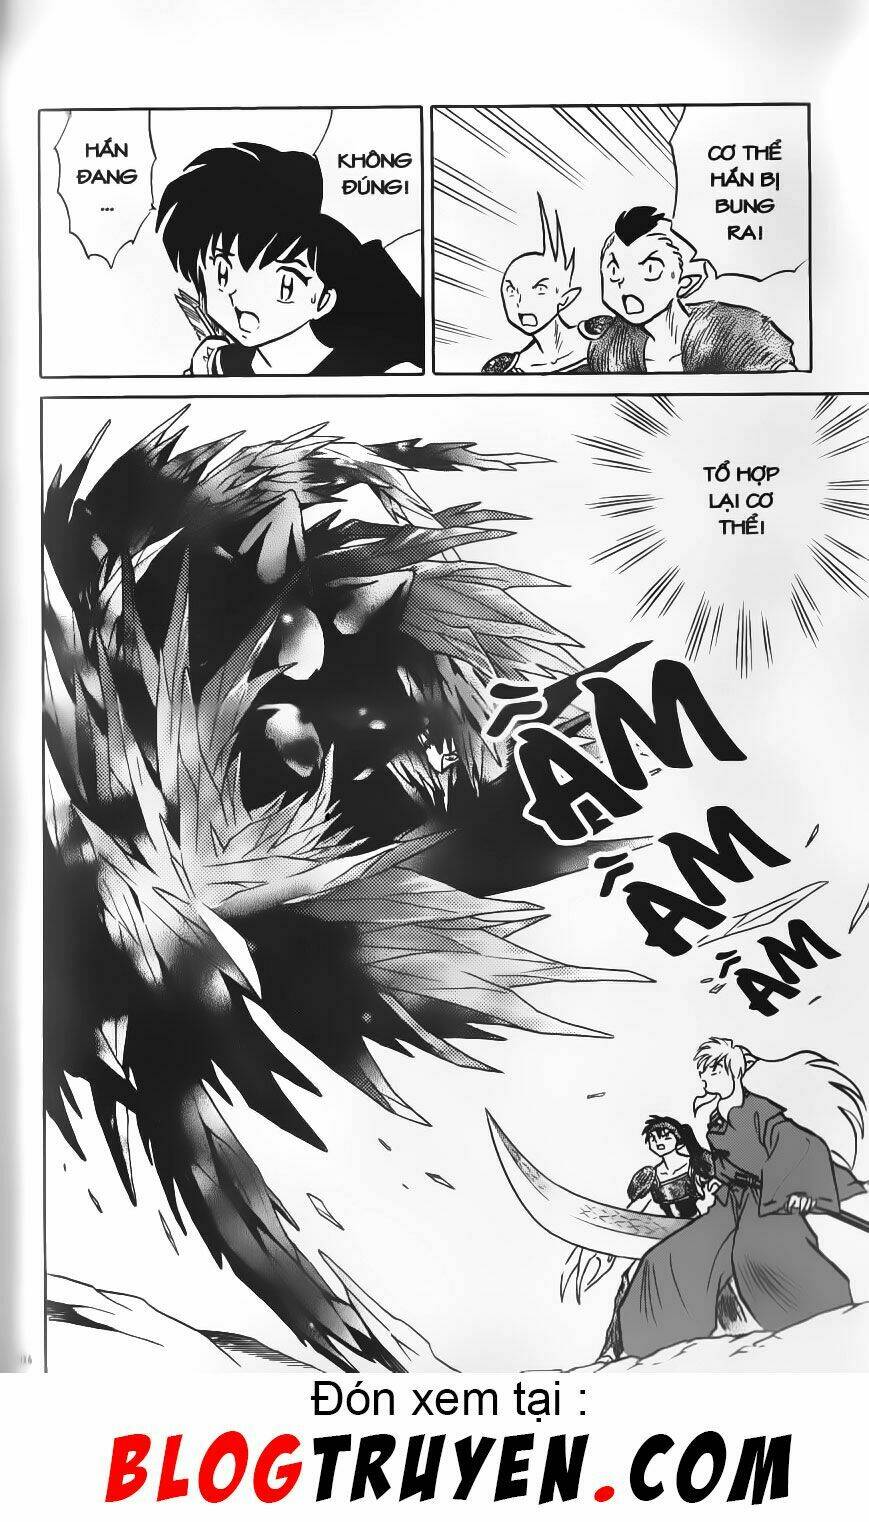 CƠ THỂ
HẮN BỊ
BUNG
RA!
KHÔNG
ĐÚNG!
HẮN
ĐANG
...
TỔ HỢP
LẠI CƠ
THỂ!
ẦM
ẦM
ẦM
Đón xem tại :
BLOGTRUYEN.COM